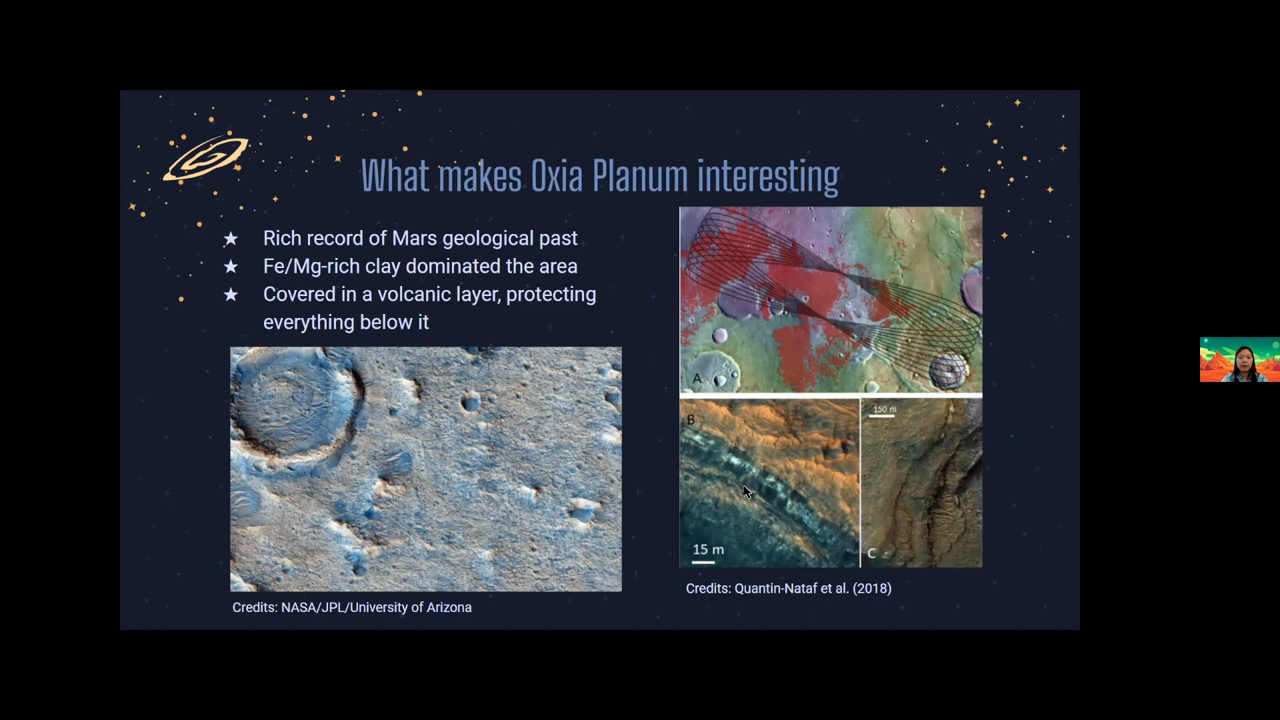 What makes Oxia Planum interesting
★ Rich record of Mars geological past
★ Fe/Mg-rich clay dominated the area
★ Covered in a volcanic layer, protecting
everything below it
Credits: NASA/JPL/University of Arizona
A
B
15 m
150 m
C
Credits: Quantin-Nataf et al. (2018)